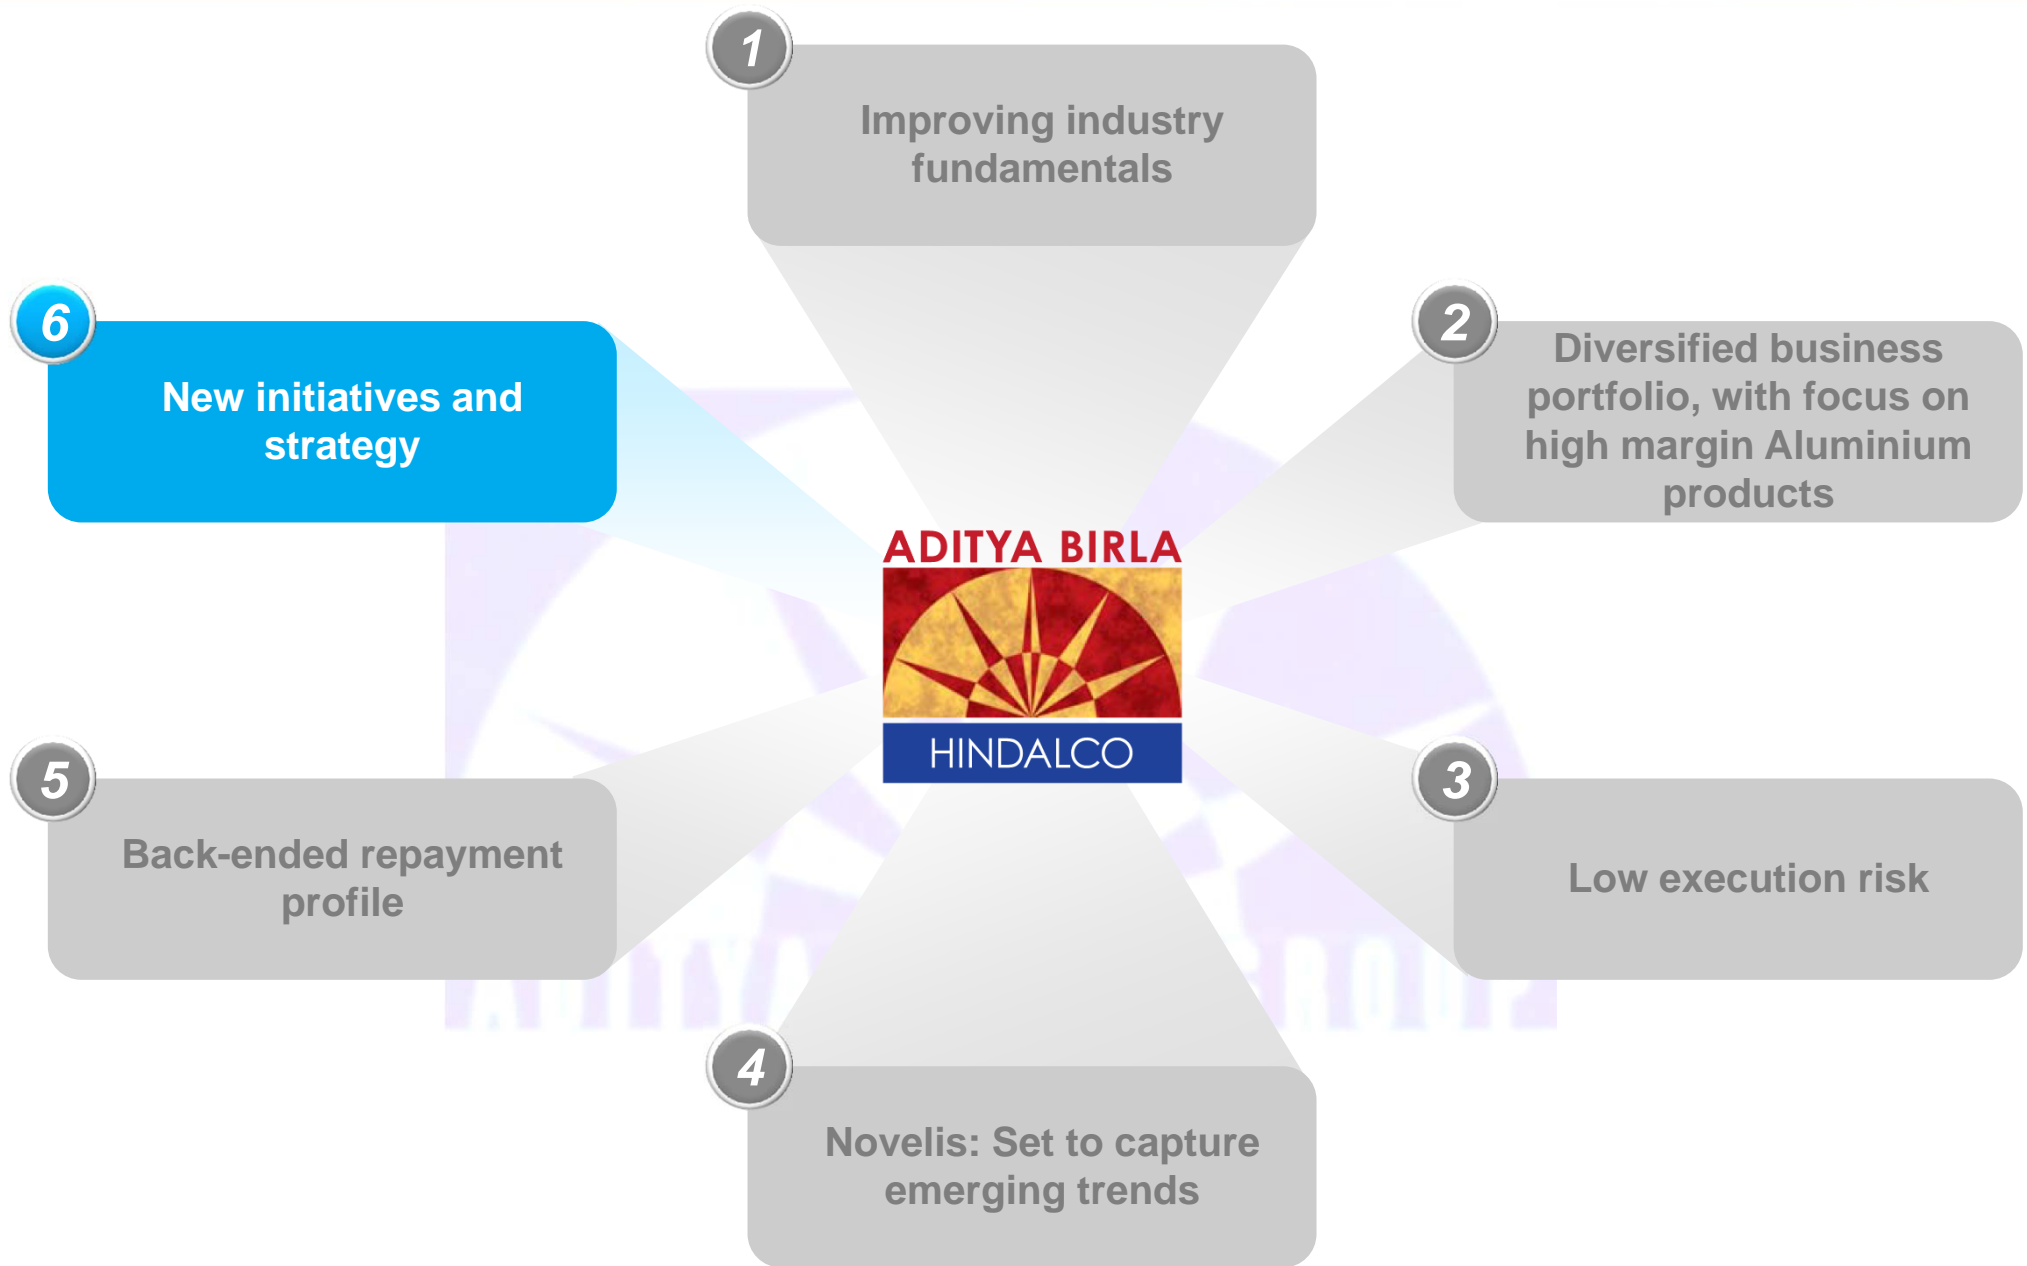 1
Improving industry
fundamentals
6
New initiatives and
strategy
2
Diversified business
portfolio, with focus on
high margin Aluminium
products
ADITYA BIRLA
HINDALCO
5
Back-ended repayment
profile
3
Low execution risk
ADITYA GROUP
4
Novelis: Set to capture
emerging trends